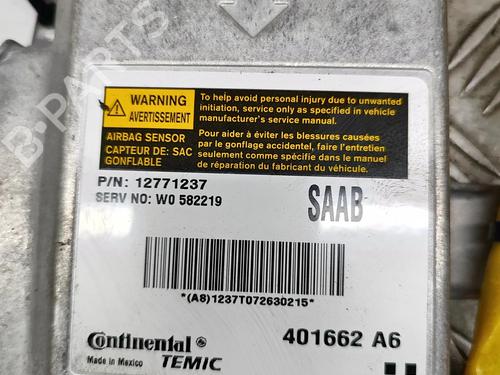 TEMIC
WARNING
AVERTISSEMENT
AIRBAG SENSOR
CAPTEUR DE: SAC
GONFLABLE
To help avoid personal injury due to unwanted
initiation, service only as specified in vehicle
manufacturer's service manual.
Pour aider à éviter les blessures causées
par le gonflage accidentel, faire l'entretien
seulement comme spécifié dans le manuel
de réparation du fabricant du véhicule.
P/N: 12771237
SERV NO: W0 582219
SAAB
*(A8)1237T072630215*
Continental
Made in Mexico
TEMIC
401662 A6
B-PARTS